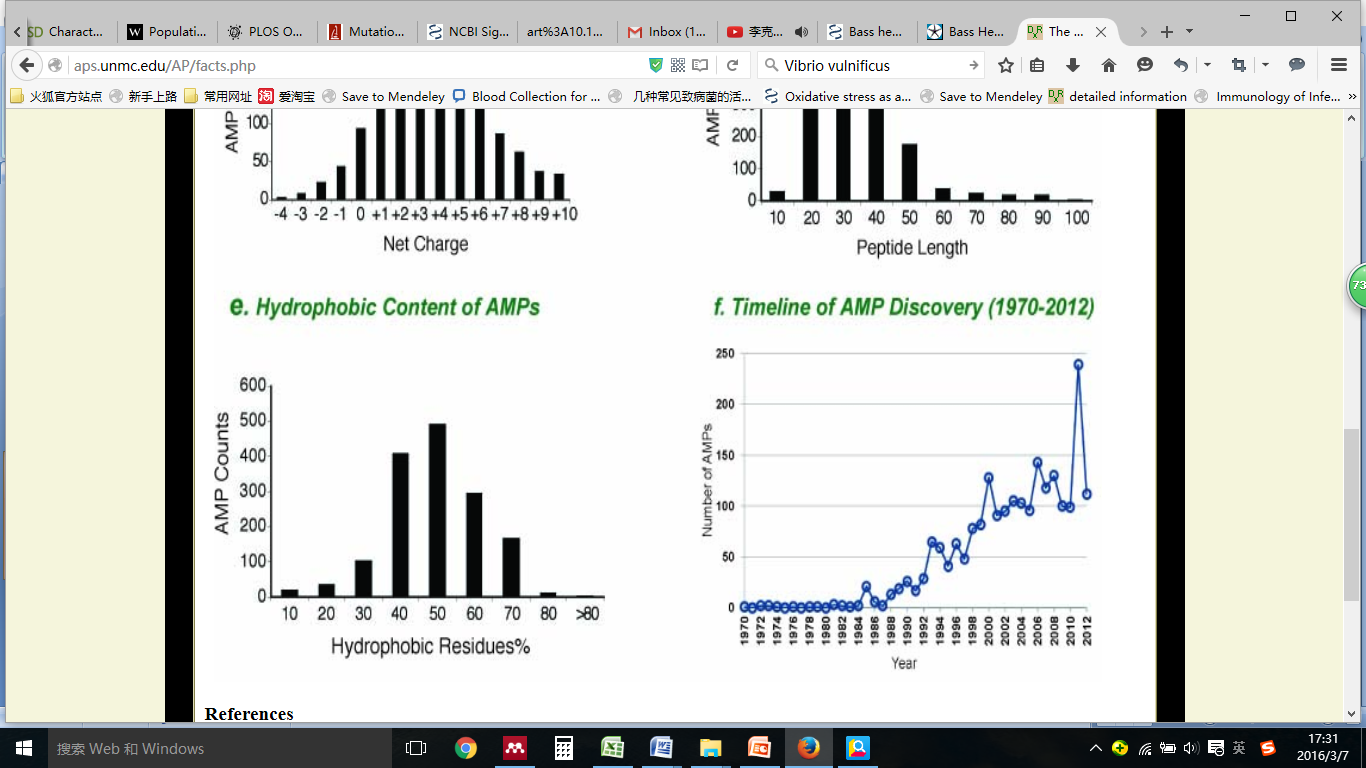 SD Charact...
W Populati...
PLOS O...
Mutatio...
NCBI Sig...
art%3A10.1...
Inbox (1...
李克...
Bass he...
Bass He...
The ...
aps.unmc.edu/AP/facts.php
Vibrio vulnificus
火狐官方站点
新手上路
常用网址
淘 爱淘宝
Save to Mendeley
Blood Collection for ...
几种常见致病菌的活...
Oxidative stress as a...
Save to Mendeley
detailed information
Immunology of Infe...
AMP
100
50
0
-4 -3 -2 -1 0 +1 +2 +3 +4 +5 +6 +7 +8 +9 +10
Net Charge
200
100
0
10 20 30 40 50 60 70 80 90 100
Peptide Length
73
e. Hydrophobic Content of AMPs
f. Timeline of AMP Discovery (1970-2012)
AMP Counts
600
500
400
300
200
100
0
10 20 30 40 50 60 70 80 >80
Hydrophobic Residues%
Number of AMPs
250
200
150
100
50
0
1970 1972 1974 1976 1978 1980 1982 1984 1986 1988 1990 1992 1994 1996 1998 2000 2002 2004 2006 2008 2010 2012
Year
References
搜索 Web 和 Windows
英
17:31
2016/3/7